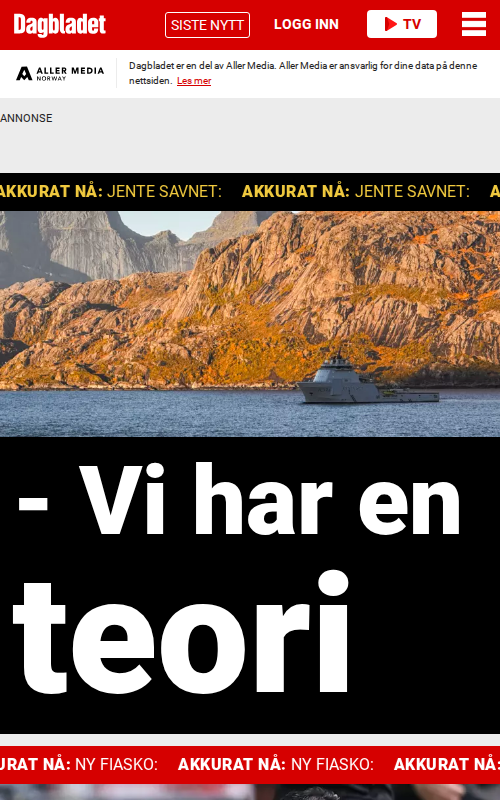 Dagbladet SISTE NYTT LOGG INN TV
ALLER MEDIA
NORWAY
Dagbladet er en del av Aller Media. Aller Media er ansvarlig for dine data på denne
nettsiden. Les mer
ANNONSE
AKKURAT NÅ: JENTE SAVNET: AKKURAT NÅ: JENTE SAVNET: A
- Vi har en
teori
URAT NÅ: NY FIASKO: AKKURAT NÅ: NY FIASKO: AKKURAT NÅ: